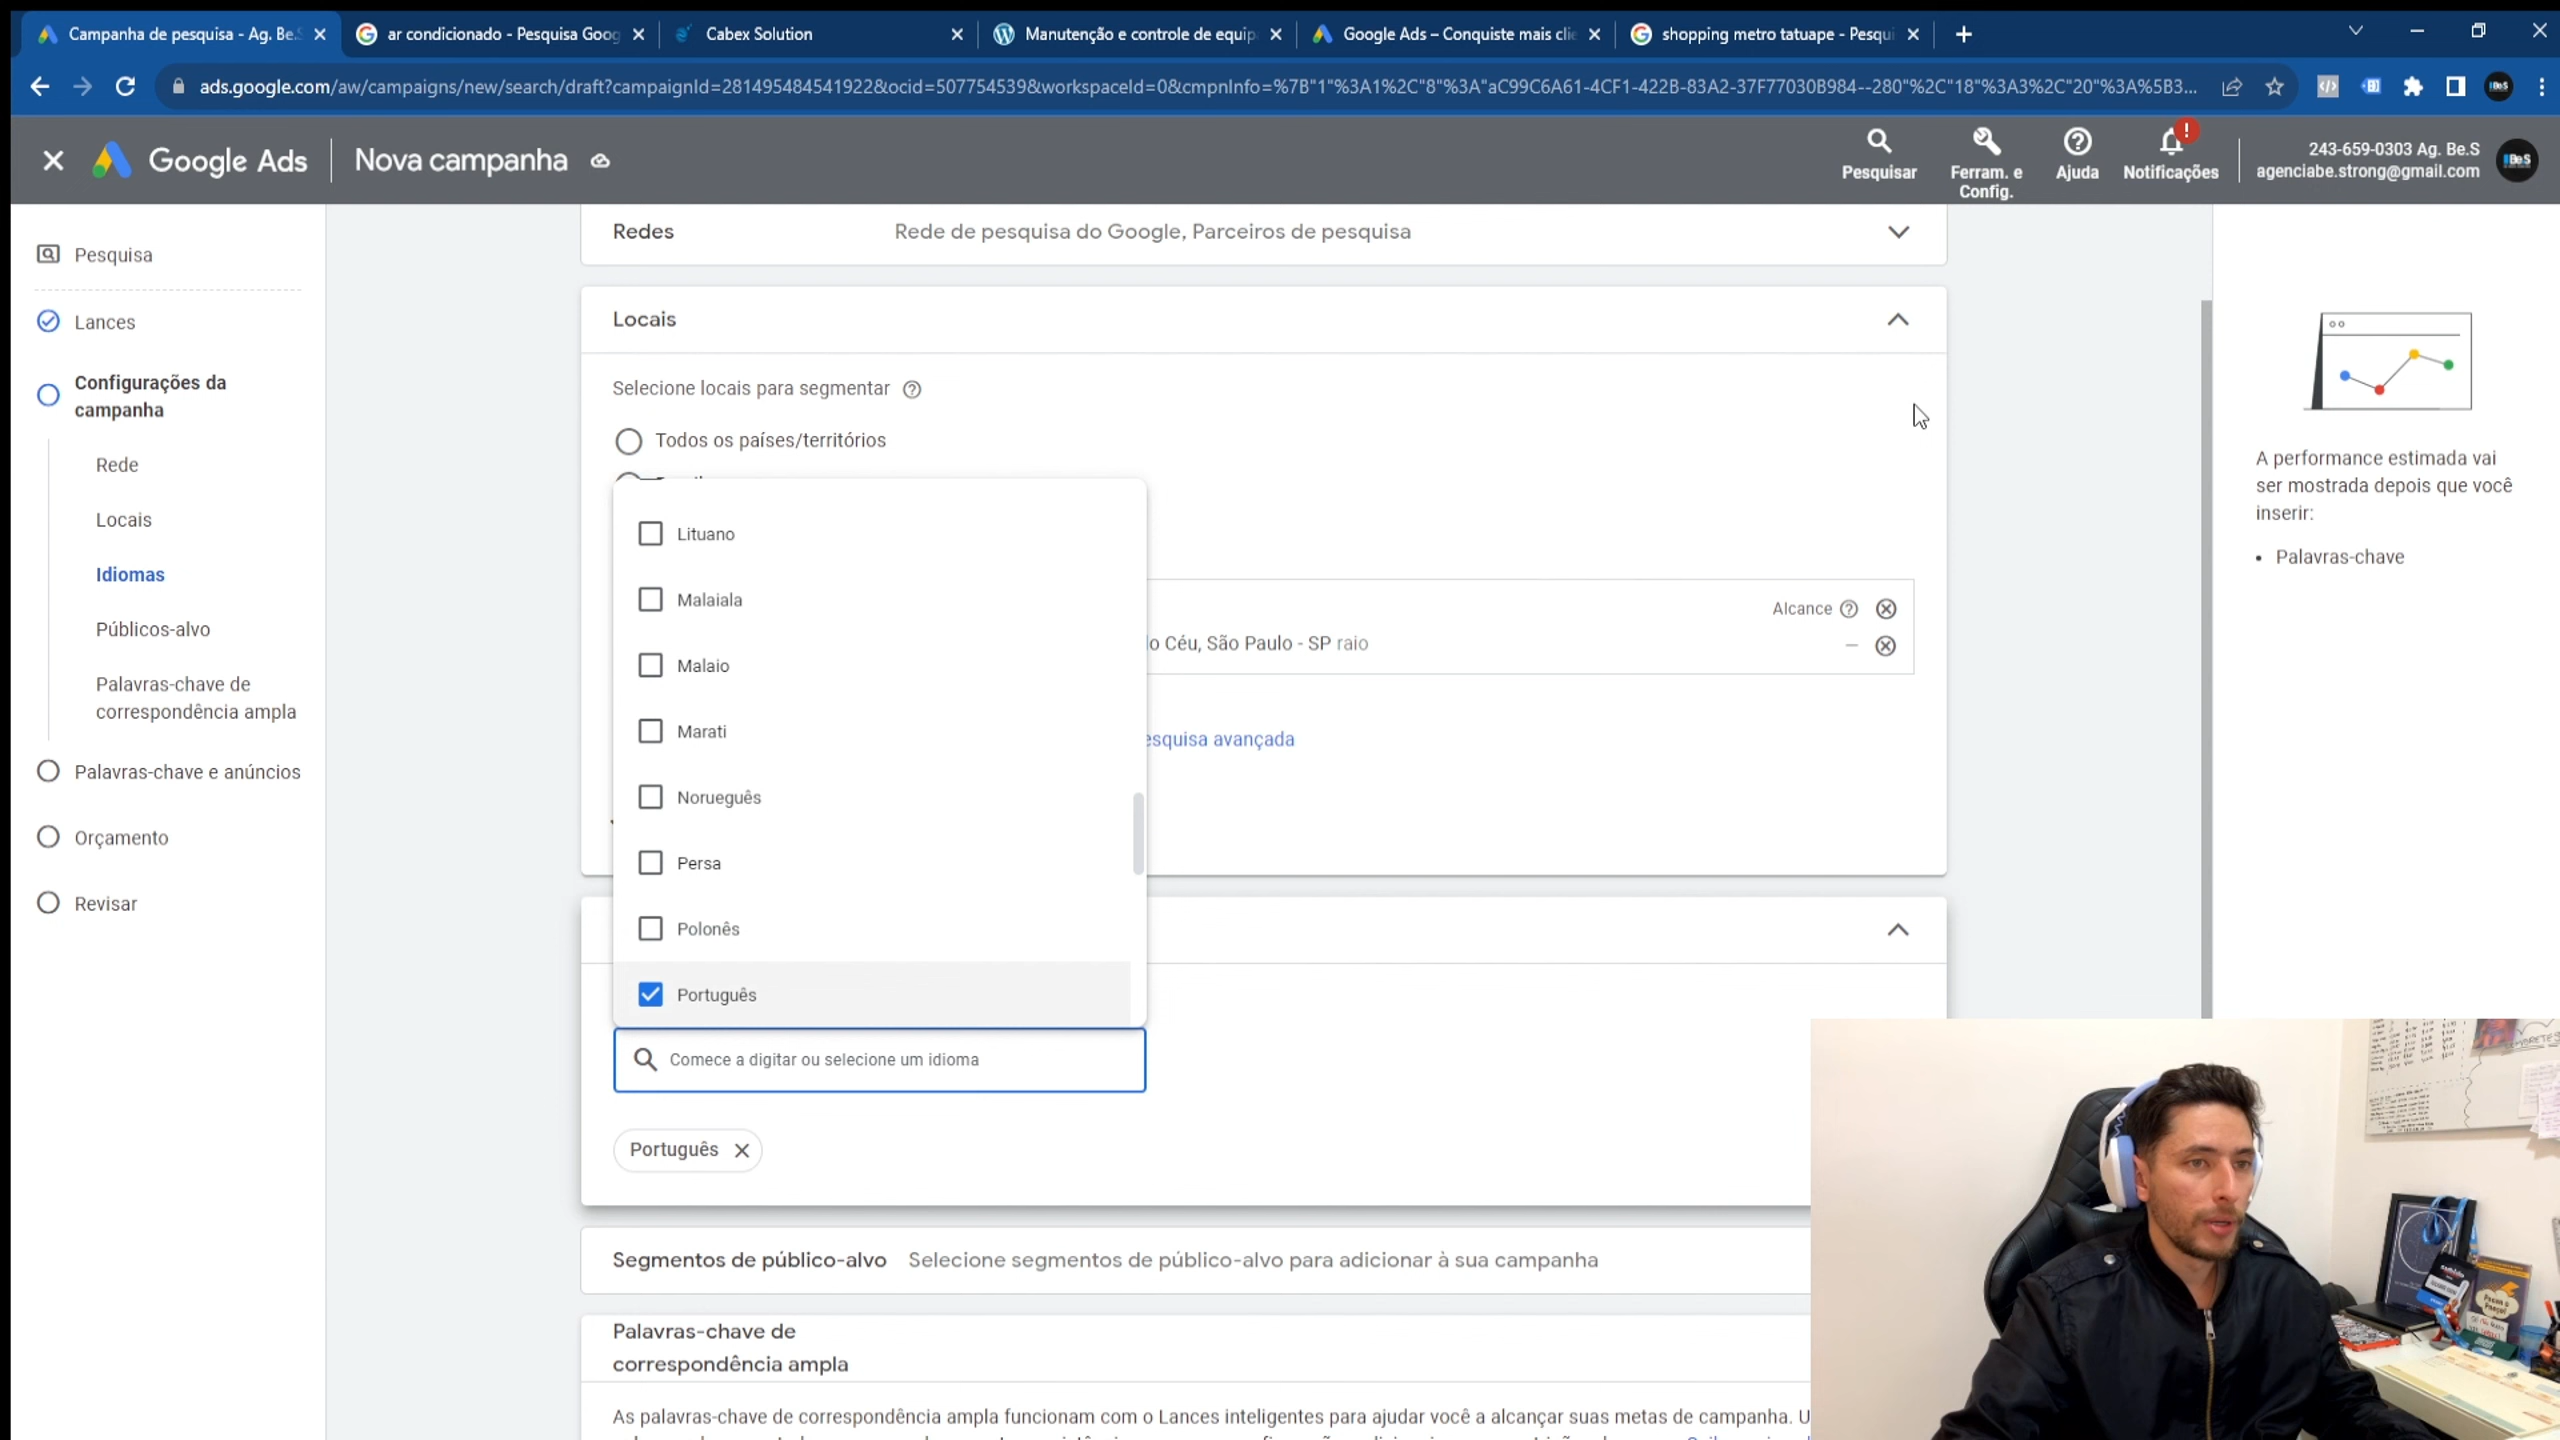 Campanha de pesquisa - Ag. Be.S
ar condicionado - Pesquisa Goog
Cabex Solution
Manutenção e controle de equip
Google Ads – Conquiste mais clie
shopping metro tatuape - Pesqui
ads.google.com/aw/campaigns/new/search/draft?campaignId=281495484541922&ocid=507754539&workspaceId=0&cmpnInfo=%7B"1"%3A1%2C"8"%3A"aC99C6A61-4CF1-422B-83A2-37F77030B984--280"%2C"18"%3A3%2C"20"%3A%5B3...
Google Ads
Nova campanha
Pesquisar
Ferram. e
Config.
Ajuda
Notificações
243-659-0303 Ag. Be.S
agenciabe.strong@gmail.com
Pesquisa
Lances
Configurações da
campanha
Rede
Locais
Idiomas
Públicos-alvo
Palavras-chave de
correspondência ampla
Palavras-chave e anúncios
Orçamento
Revisar
Redes
Rede de pesquisa do Google, Parceiros de pesquisa
Locais
Selecione locais para segmentar
Todos os países/territórios
Lituano
Malaiala
Malaio
Marati
Norueguês
Persa
Polonês
Português
Alcance
Céu, São Paulo - SP raio
esquisa avançada
Comece a digitar ou selecione um idioma
Português
Segmentos de público-alvo
Selecione segmentos de público-alvo para adicionar à sua campanha
Palavras-chave de
correspondência ampla
As palavras-chave de correspondência ampla funcionam com o Lances inteligentes para ajudar você a alcançar suas metas de campanha. U
A performance estimada vai
ser mostrada depois que você
inserir:
• Palavras-chave